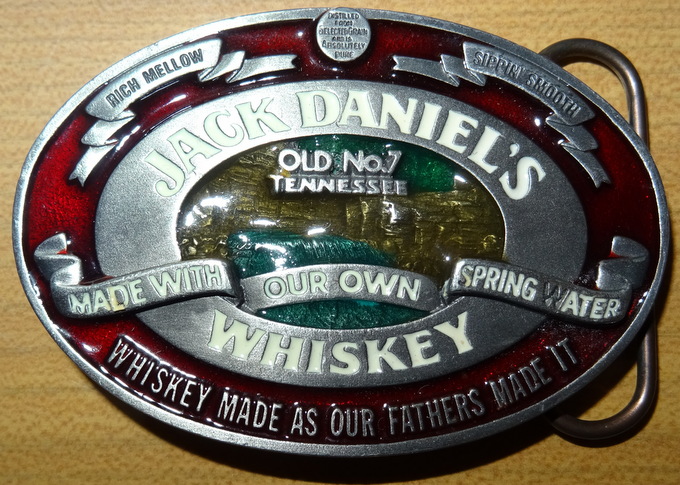 DISTILLED
FROM
SELECTED GRAIN
AND IS
ABSOLUTELY
PURE
RICH MELLOW
SIPPIN' SMOOTH
JACK DANIEL'S
OLD No.7
TENNESSEE
MADE WITH OUR OWN SPRING WATER
WHISKEY
WHISKEY MADE AS OUR FATHERS MADE IT